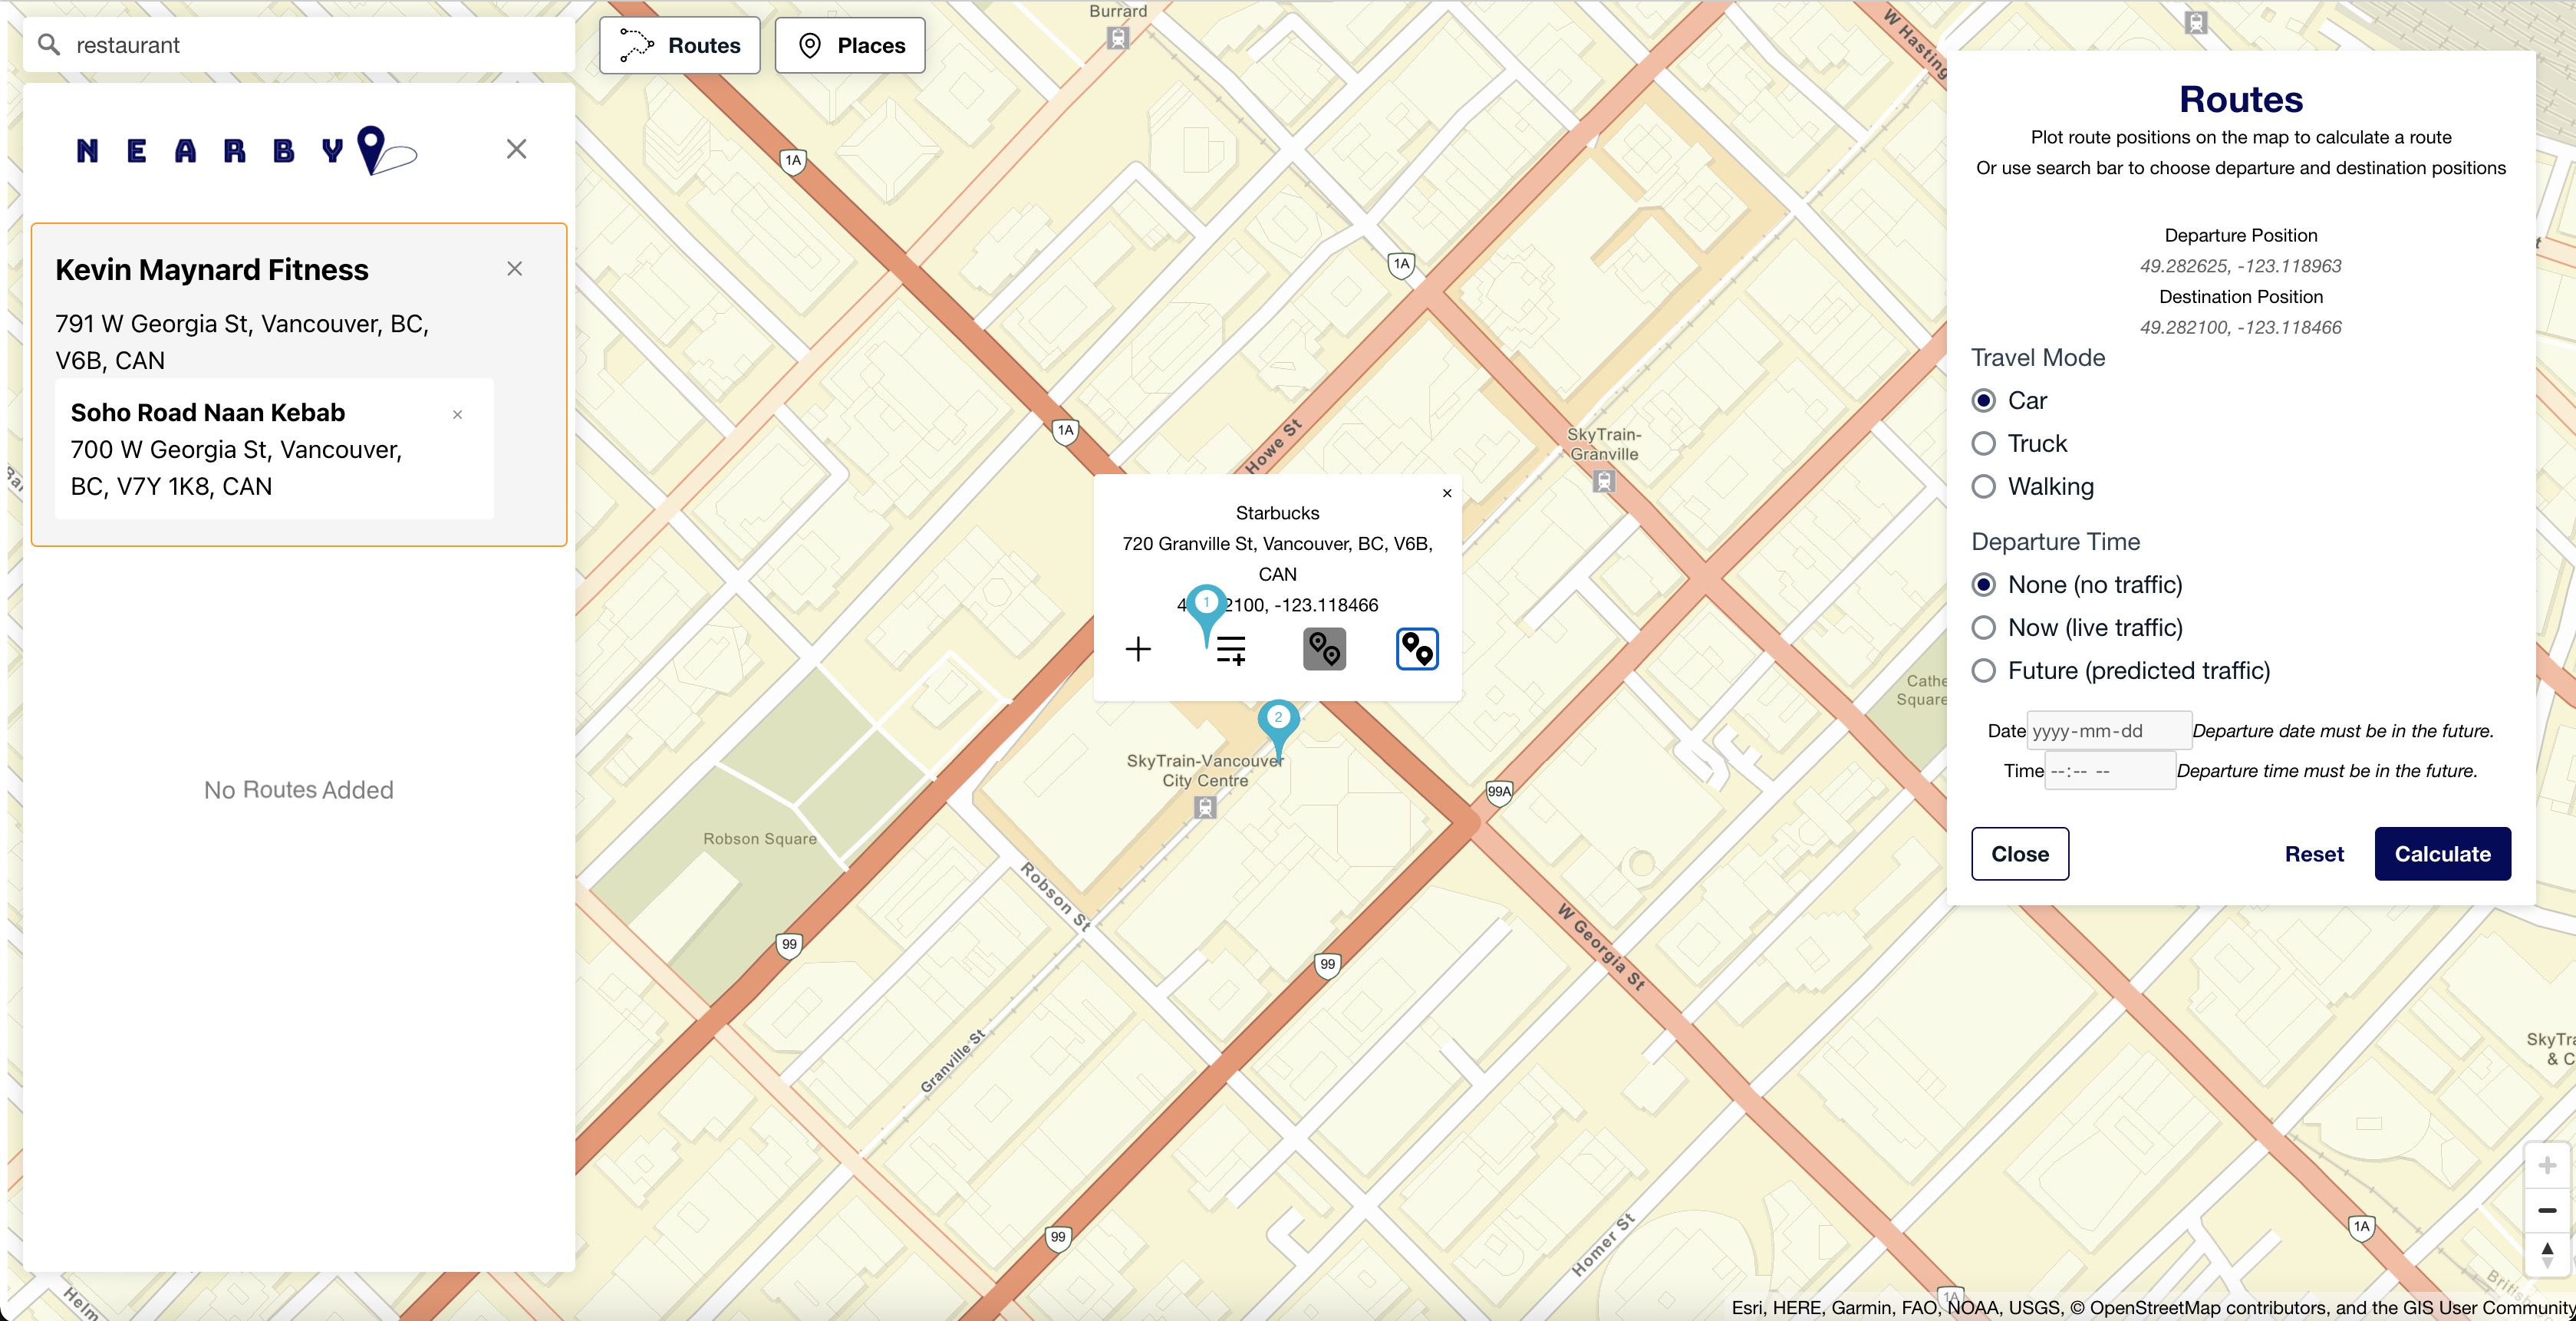 restaurant
Routes
Places
NEARBY
Kevin Maynard Fitness
791 W Georgia St, Vancouver, BC,
V6B, CAN
Soho Road Naan Kebab
700 W Georgia St, Vancouver,
BC, V7Y 1K8, CAN
No Routes Added
Burrard
W Hasting
1A
1A
1A
Howe St
SkyTrain-
Granville
Starbucks
720 Granville St, Vancouver, BC, V6B,
CAN
2100, -123.118466
1
2
SkyTrain-Vancouver
City Centre
Robson Square
Robson St
99A
99
99
99
W Georgia St
Granville St
Homer St
Helm
Cathe
Square
SkyTra
& C
1A
1A
British
Routes
Plot route positions on the map to calculate a route
Or use search bar to choose departure and destination positions
Departure Position
49.282625, -123.118963
Destination Position
49.282100, -123.118466
Travel Mode
Car
Truck
Walking
Departure Time
None (no traffic)
Now (live traffic)
Future (predicted traffic)
Date yyyy-mm-dd Departure date must be in the future.
Time --:-- -- Departure time must be in the future.
Close
Reset
Calculate
Esri, HERE, Garmin, FAO, NOAA, USGS, © OpenStreetMap contributors, and the GIS User Community